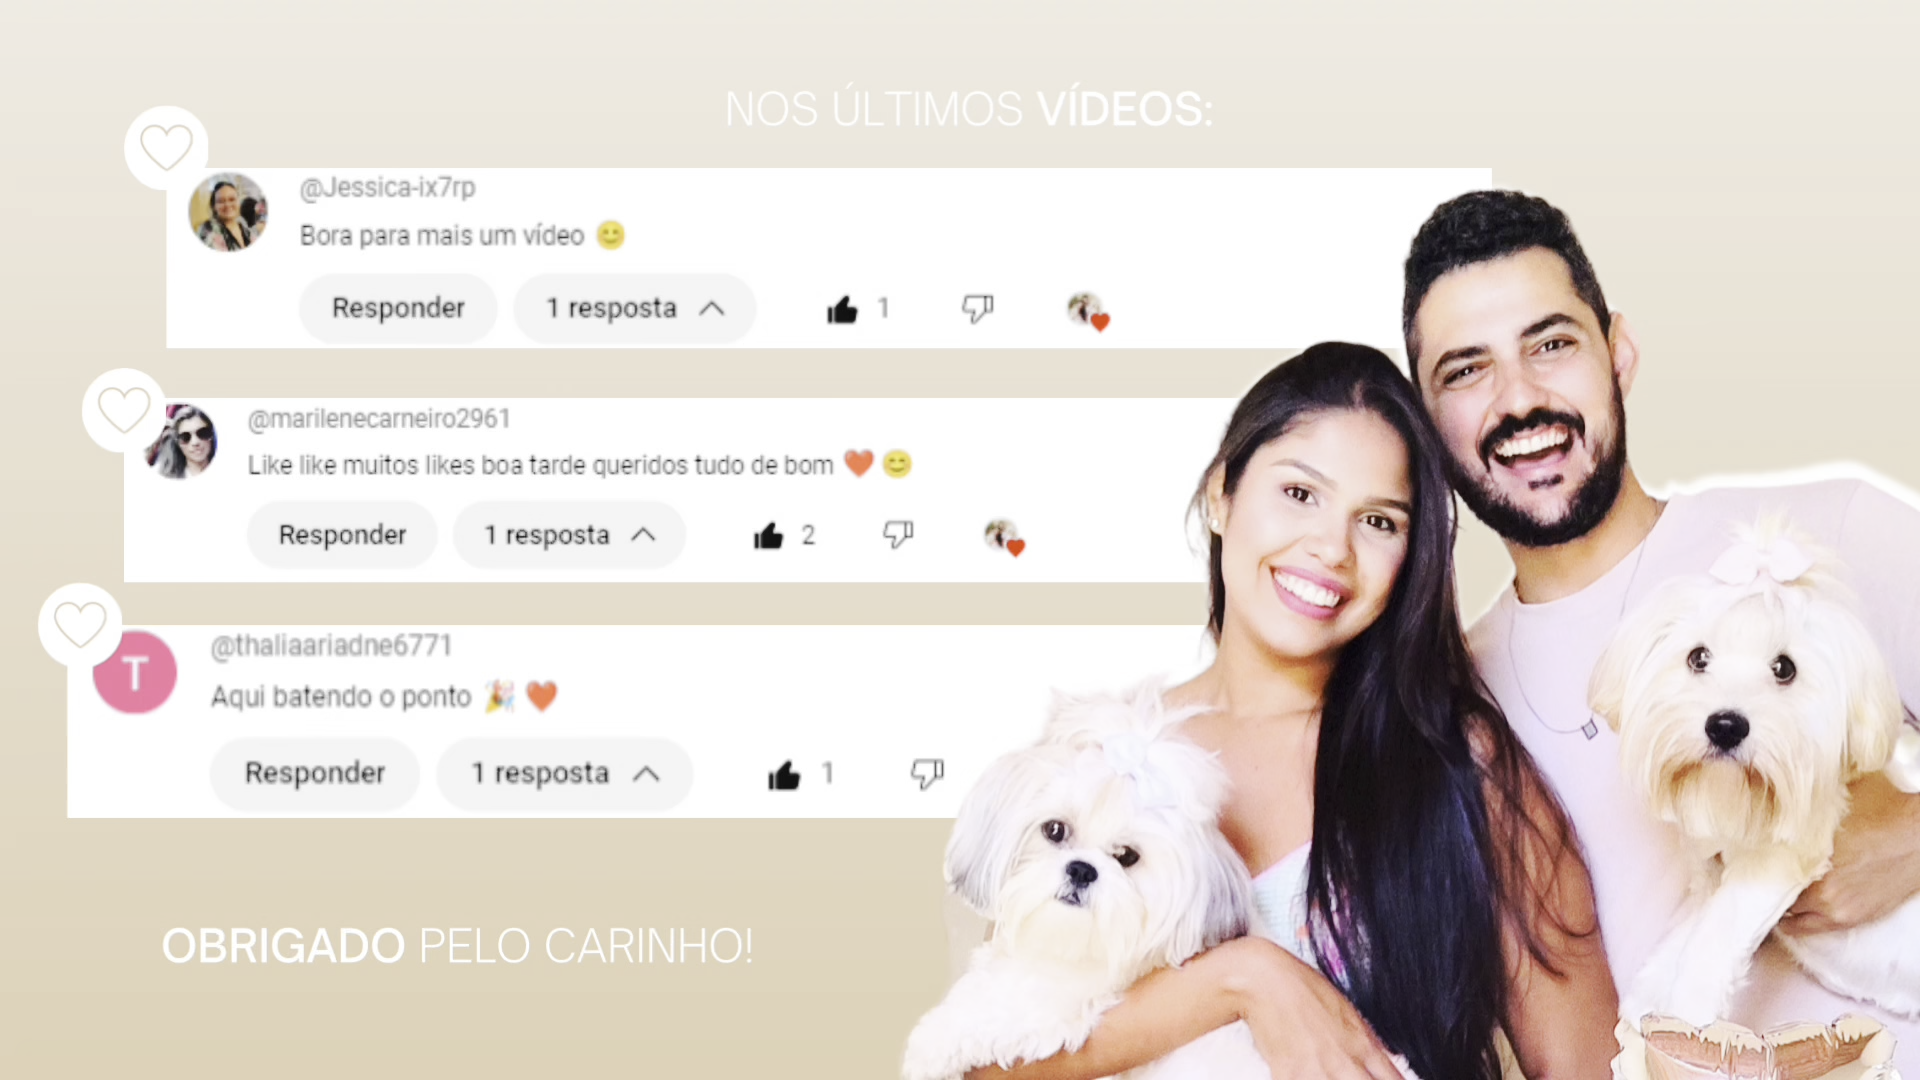 NOS ÚLTIMOS VÍDEOS:
@Jessica-ix7rp
Bora para mais um vídeo 😊
Responder 1 resposta 1
@marilenecarneiro2961
Like like muitos likes boa tarde queridos tudo de bom ❤️😊
Responder 1 resposta 2
T
@thaliaariadne6771
Aqui batendo o ponto 🎉❤️
Responder 1 resposta 1
OBRIGADO PELO CARINHO!